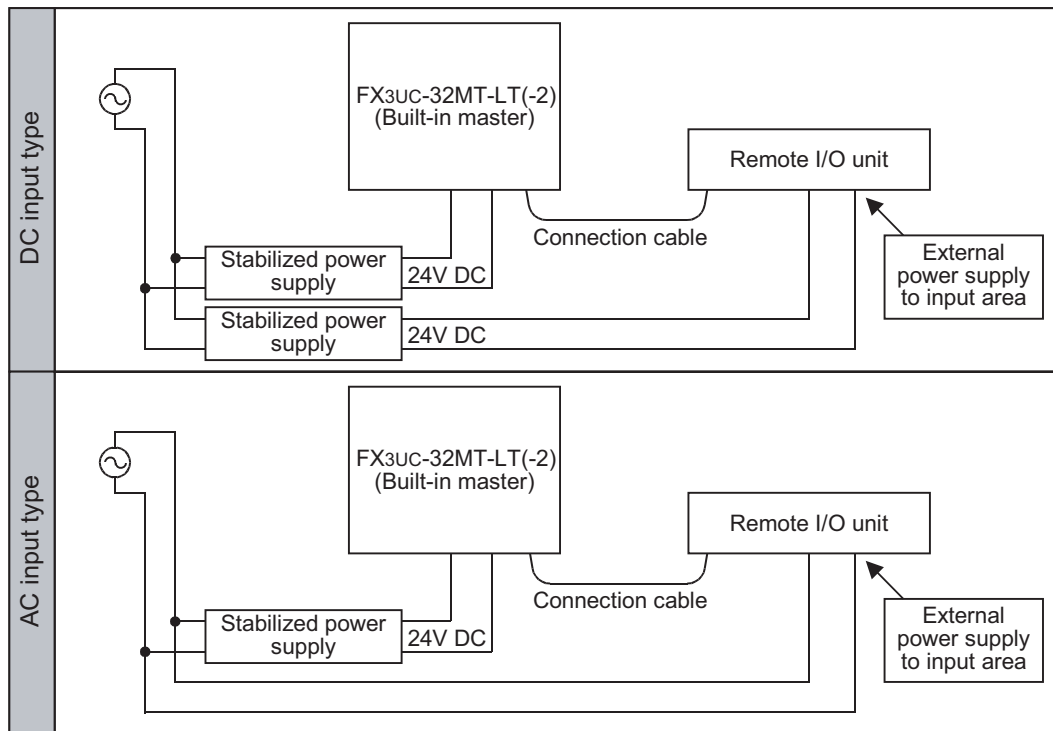 DC input type
FX3UC-32MT-LT(-2)
(Built-in master)
Remote I/O unit
Connection cable
Stabilized power
supply
24V DC
External
power supply
to input area
Stabilized power
supply
24V DC
AC input type
FX3UC-32MT-LT(-2)
(Built-in master)
Remote I/O unit
Connection cable
Stabilized power
supply
24V DC
External
power supply
to input area